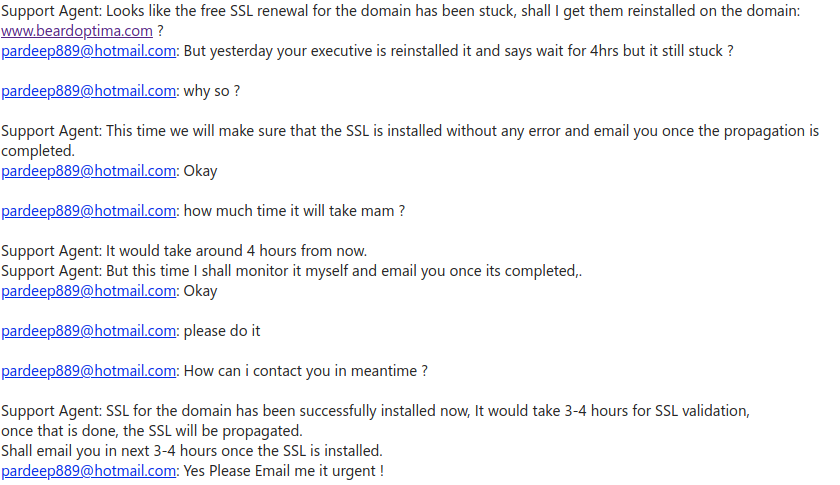 Support Agent: Looks like the free SSL renewal for the domain has been stuck, shall I get them reinstalled on the domain:
www.beardoptima.com ?
pardeep889@hotmail.com: But yesterday your executive is reinstalled it and says wait for 4hrs but it still stuck ?
pardeep889@hotmail.com: why so ?
Support Agent: This time we will make sure that the SSL is installed without any error and email you once the propagation is
completed.
pardeep889@hotmail.com: Okay
pardeep889@hotmail.com: how much time it will take mam ?
Support Agent: It would take around 4 hours from now.
Support Agent: But this time I shall monitor it myself and email you once its completed,.
pardeep889@hotmail.com: Okay
pardeep889@hotmail.com: please do it
pardeep889@hotmail.com: How can i contact you in meantime ?
Support Agent: SSL for the domain has been successfully installed now, It would take 3-4 hours for SSL validation,
once that is done, the SSL will be propagated.
Shall email you in next 3-4 hours once the SSL is installed.
pardeep889@hotmail.com: Yes Please Email me it urgent !